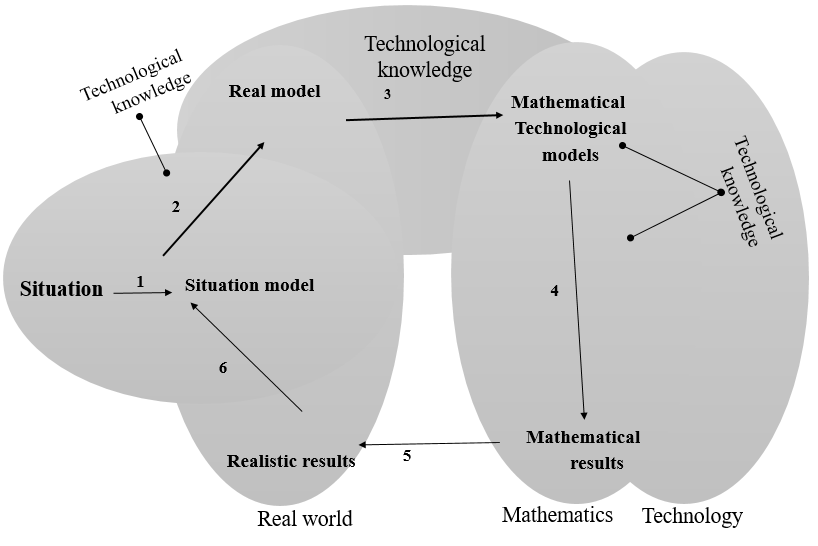 Technological
knowledge
Technological
knowledge
3
Real model
Mathematical
Technological
models
Technological
knowledge
2
Situation
1
Situation model
4
6
Mathematical
results
5
Realistic results
Real world
Mathematics
Technology